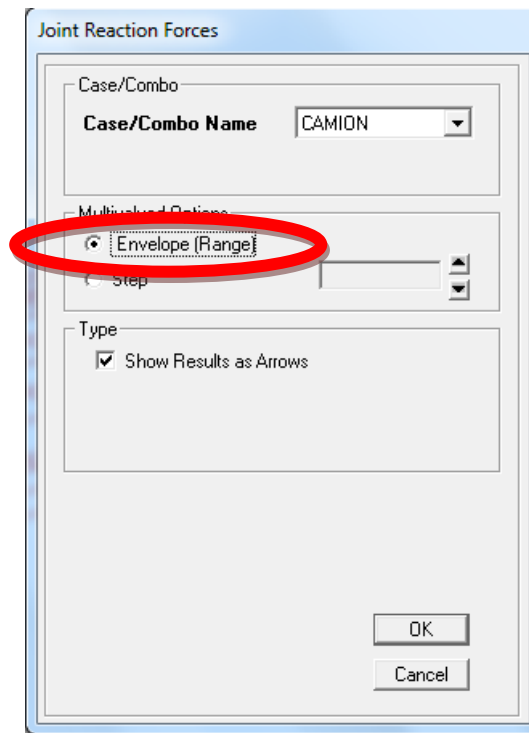 Joint Reaction Forces
Case/Combo
Case/Combo Name CAMION
Multivalued Options
Envelope (Range)
Step
Type
Show Results as Arrows
OK
Cancel